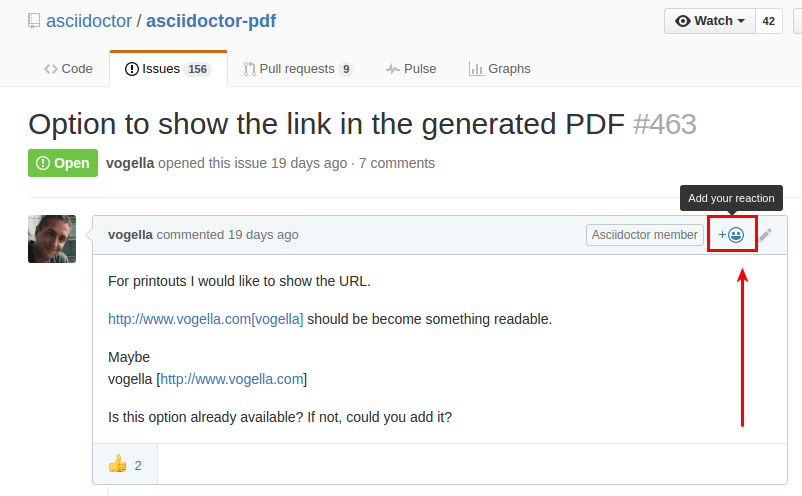 asciidoctor / asciidoctor-pdf
Watch 42
Code Issues 156 Pull requests 9 Pulse Graphs
Option to show the link in the generated PDF #463
Open vogella opened this issue 19 days ago · 7 comments
Add your reaction
vogella commented 19 days ago Asciidoctor member +
For printouts I would like to show the URL.
http://www.vogella.com[vogella] should be become something readable.
Maybe
vogella [http://www.vogella.com]
Is this option already available? If not, could you add it?
2